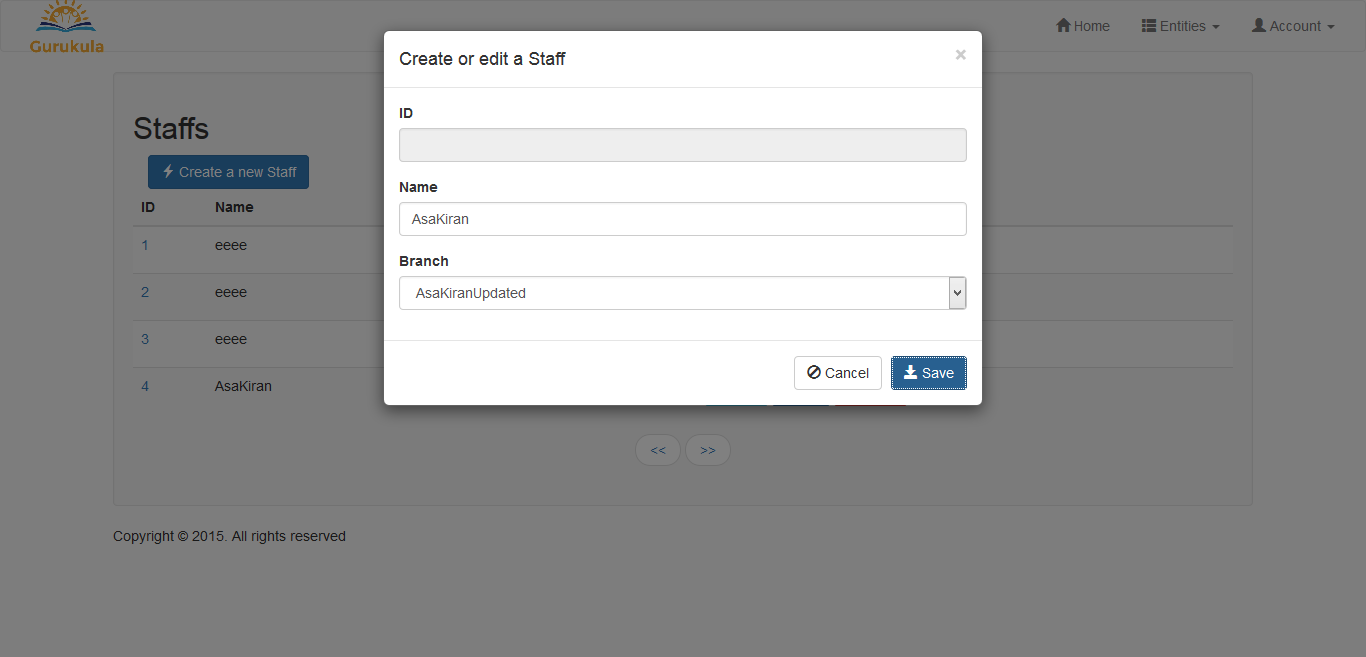 Gurukula
Home Entities Account
Create or edit a Staff ×
ID
Name
AsaKiran
Branch
AsaKiranUpdated
Cancel Save
Staffs
Create a new Staff
ID Name
1 eeee
2 eeee
3 eeee
4 AsaKiran
<< >>
Copyright © 2015. All rights reserved